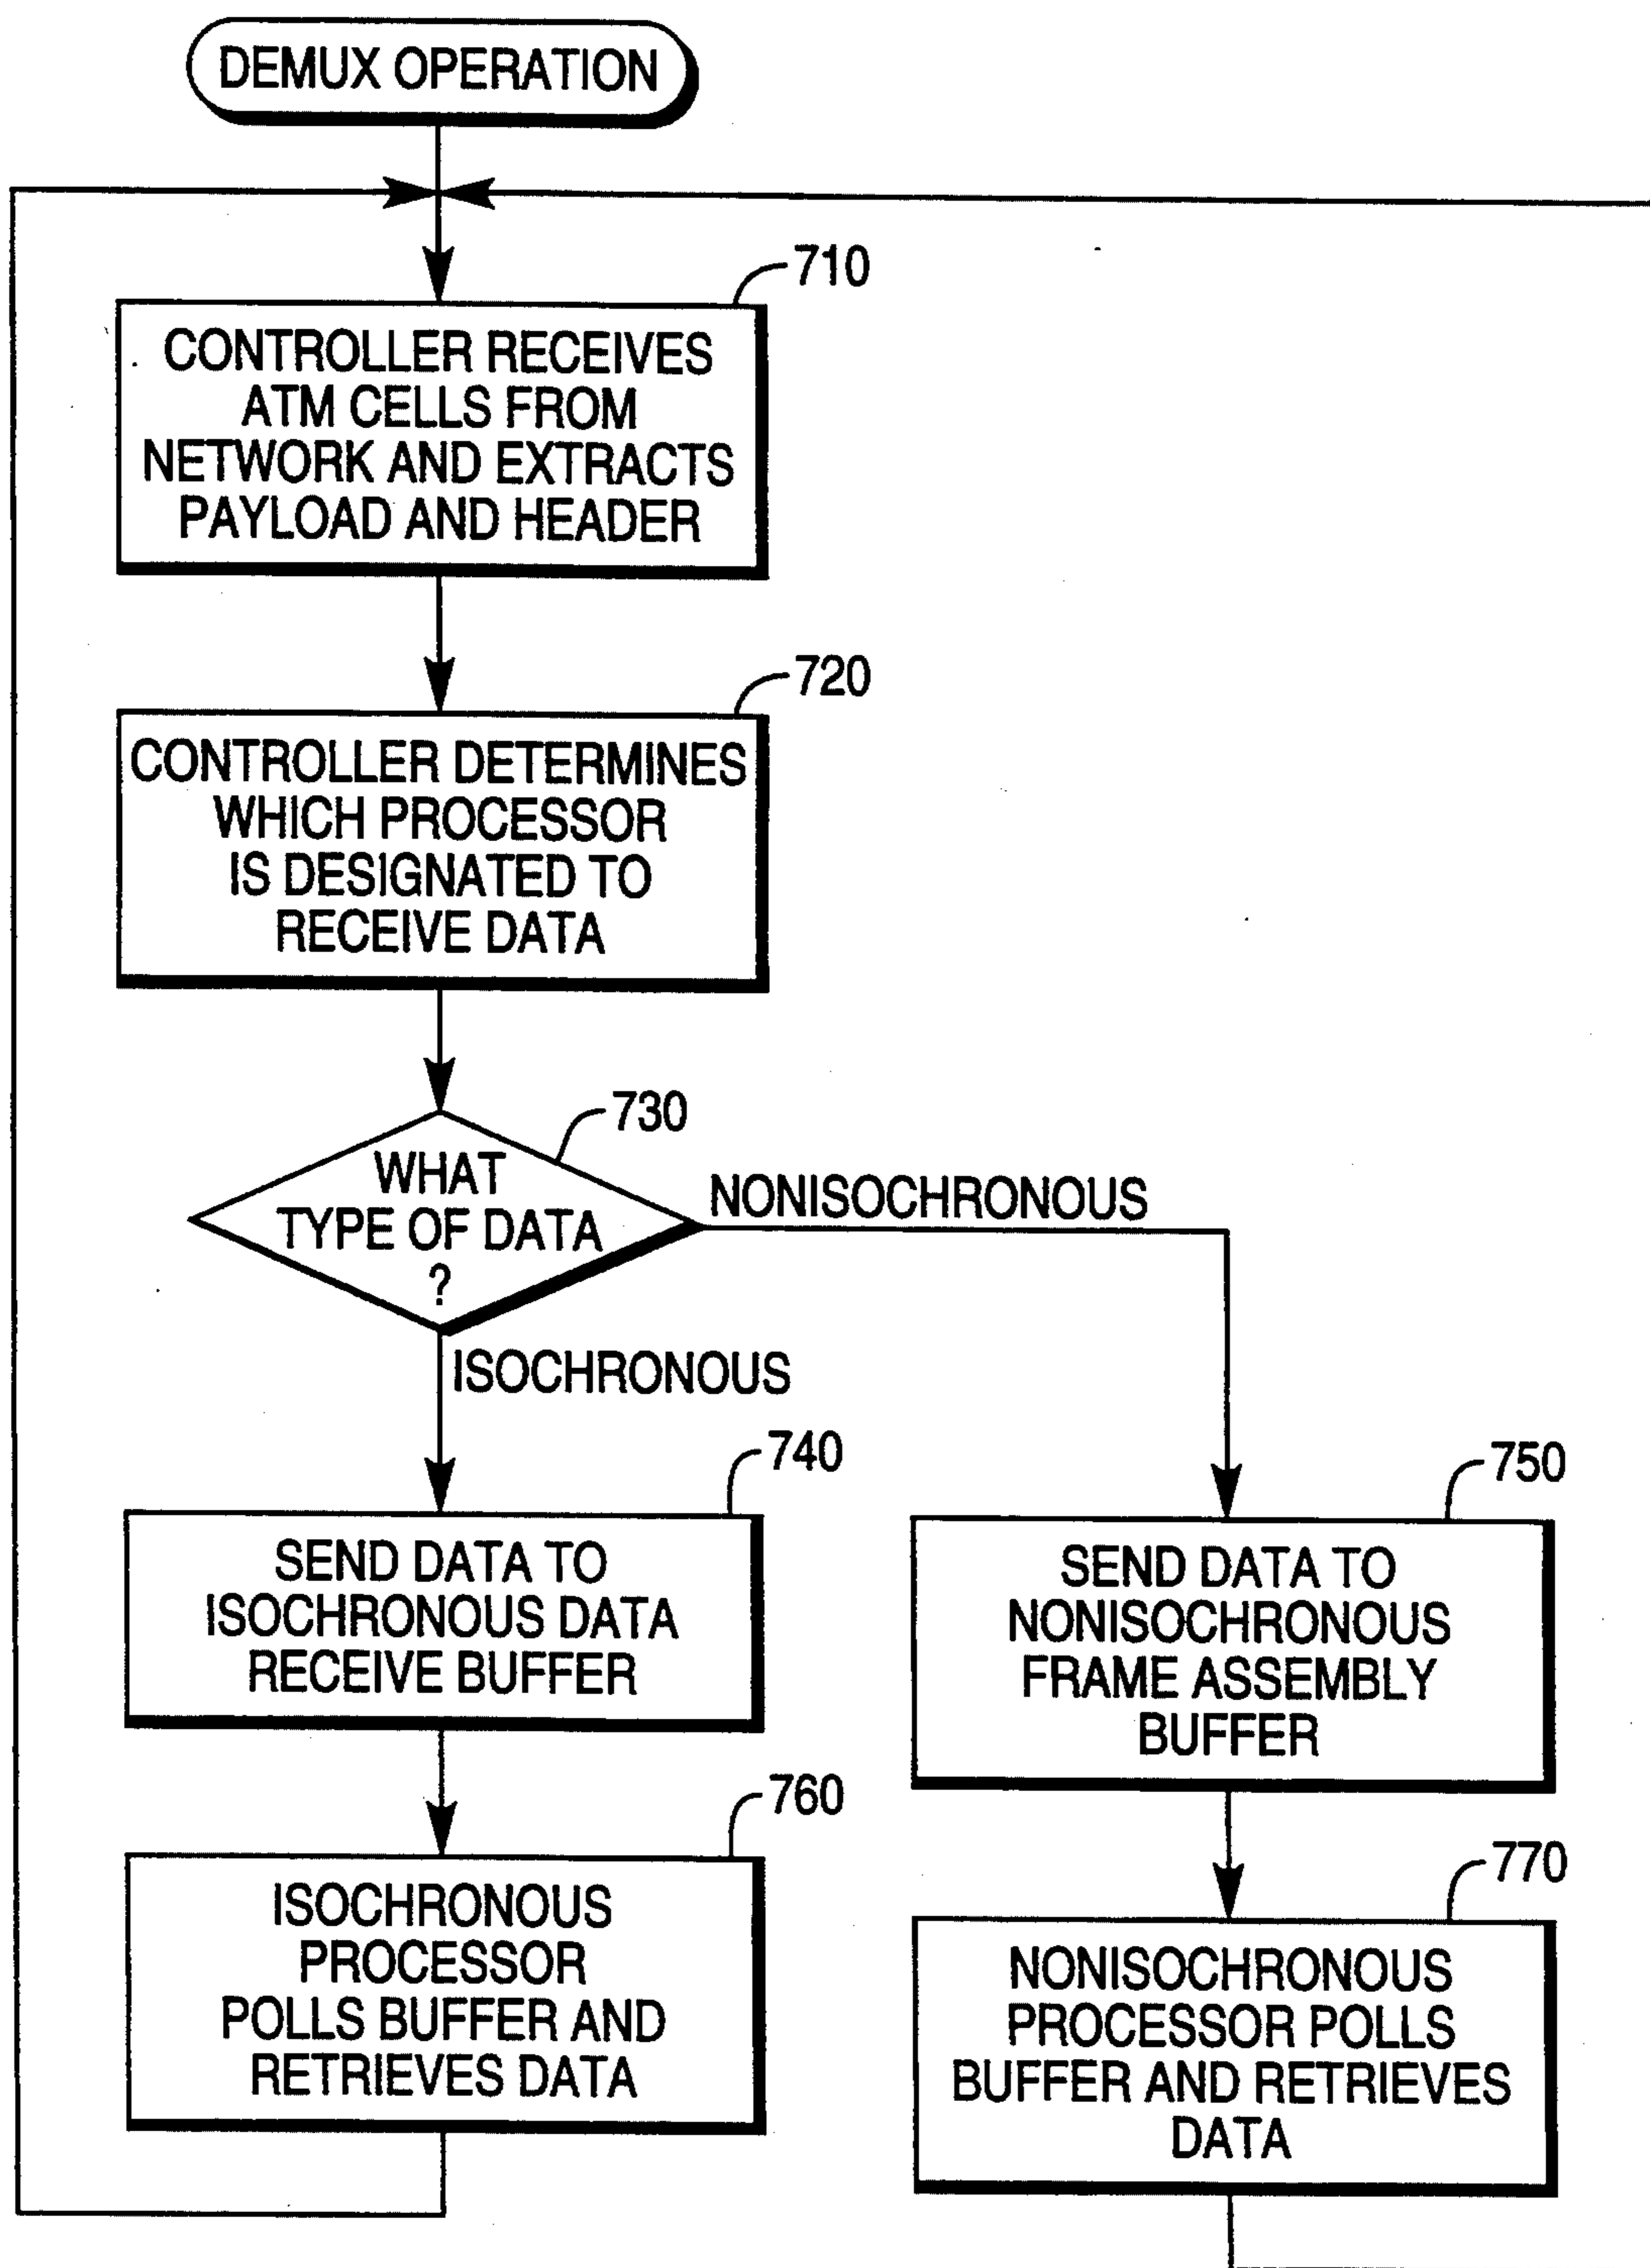 DEMUX OPERATION
710
CONTROLLER RECEIVES
ATM CELLS FROM
NETWORK AND EXTRACTS
PAYLOAD AND HEADER
720
CONTROLLER DETERMINES
WHICH PROCESSOR
IS DESIGNATED TO
RECEIVE DATA
730
WHAT
TYPE OF DATA
?
NONISOCHRONOUS
ISOCHRONOUS
740
SEND DATA TO
ISOCHRONOUS DATA
RECEIVE BUFFER
750
SEND DATA TO
NONISOCHRONOUS
FRAME ASSEMBLY
BUFFER
760
ISOCHRONOUS
PROCESSOR
POLLS BUFFER AND
RETRIEVES DATA
770
NONISOCHRONOUS
PROCESSOR POLLS
BUFFER AND RETRIEVES
DATA